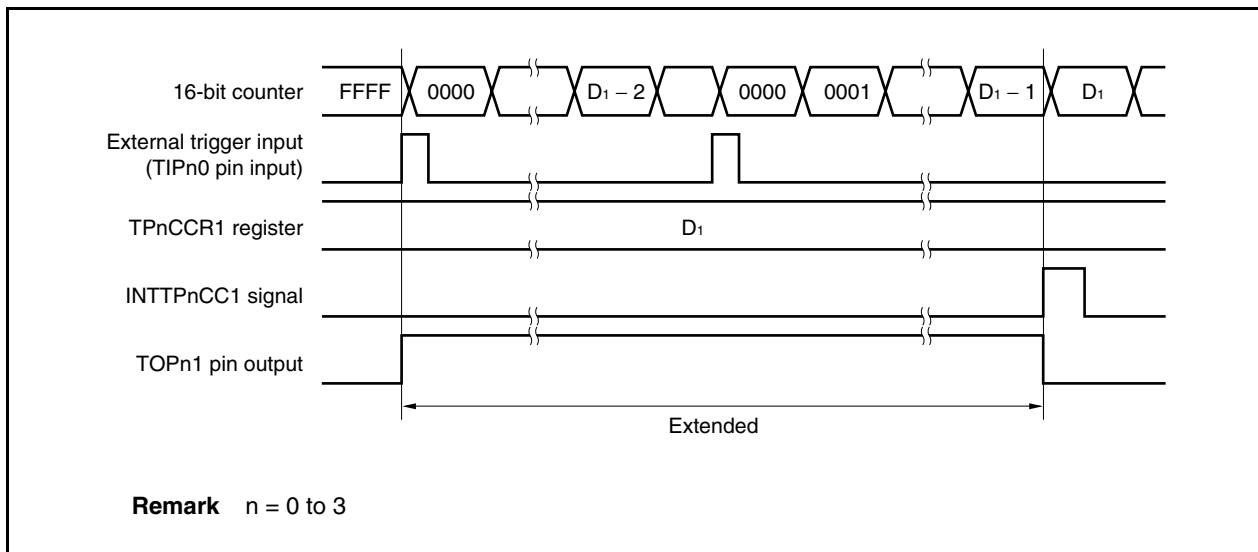 16-bit counter FFFF 0000 D₁ − 2 0000 0001 D₁ − 1 D₁
External trigger input
(TIPn0 pin input)
TPnCCR1 register D₁
INTTPnCC1 signal
TOPn1 pin output
Extended
Remark n = 0 to 3